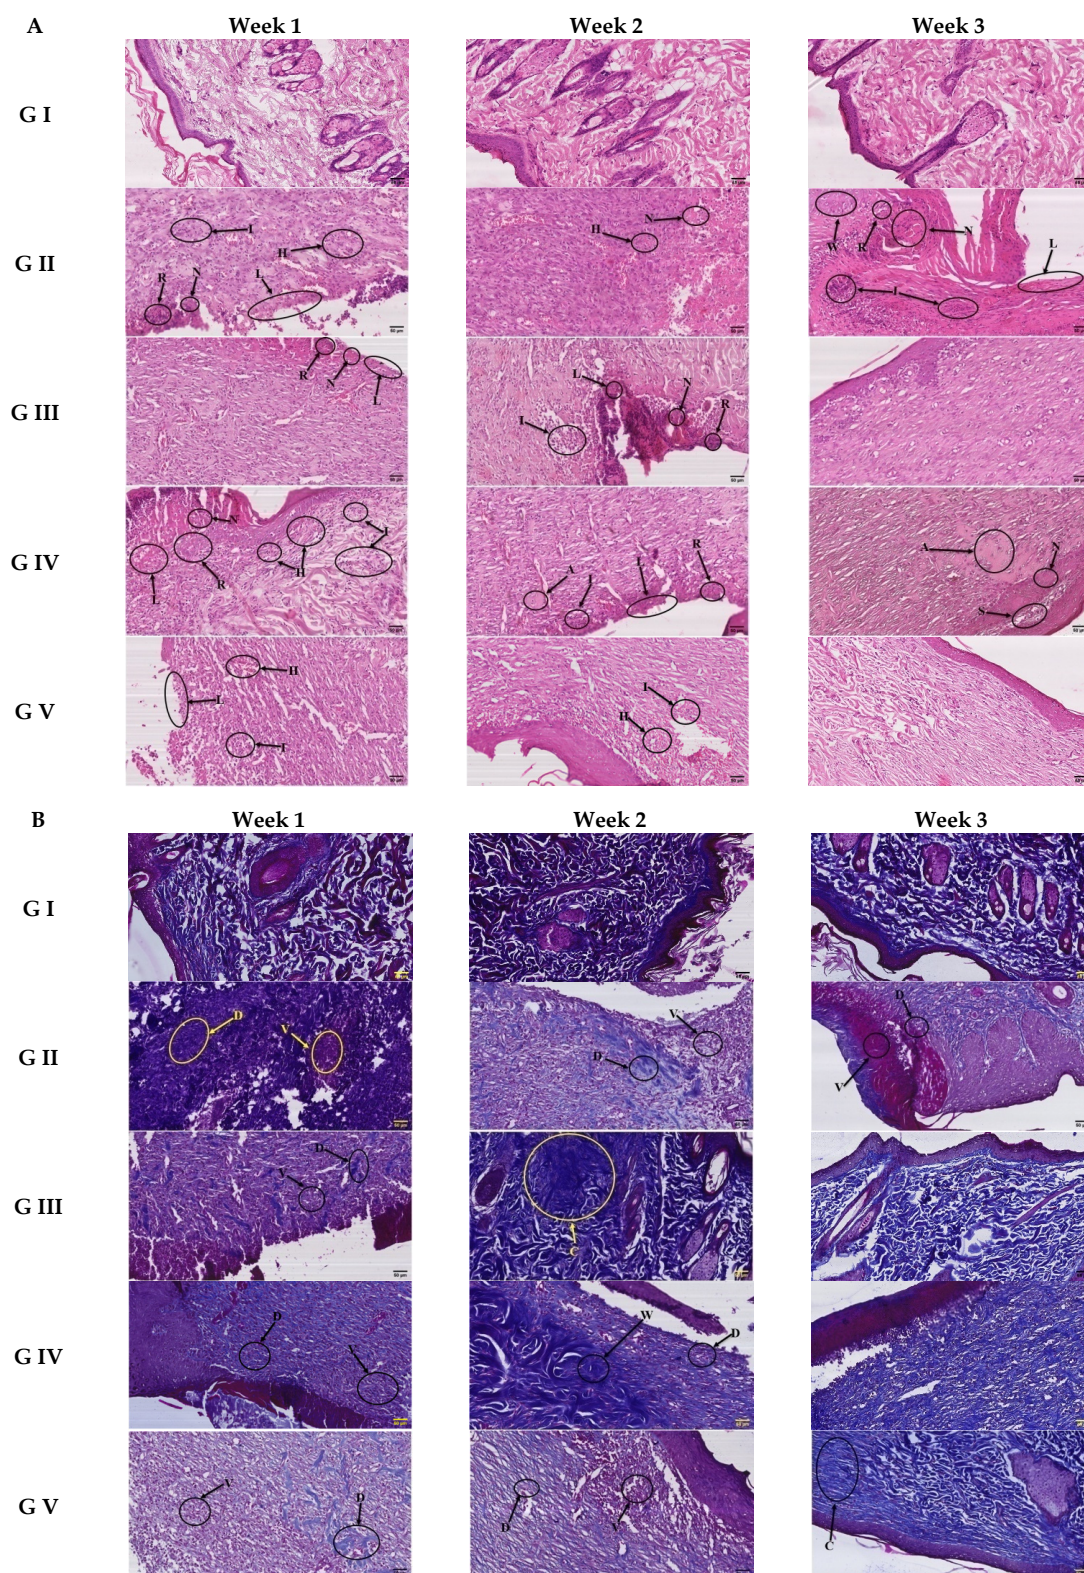 A Week 1 Week 2 Week 3
G I
G II
I H R N L
N H
W R N L I
G III
R N L
L N I R
G IV
N I L R H
A I L R
A N S
G V
H L I
I H
B Week 1 Week 2 Week 3
G I
G II
D V
V D
D V
G III
D V
C
G IV
D V
W D
G V
V D
D V
C